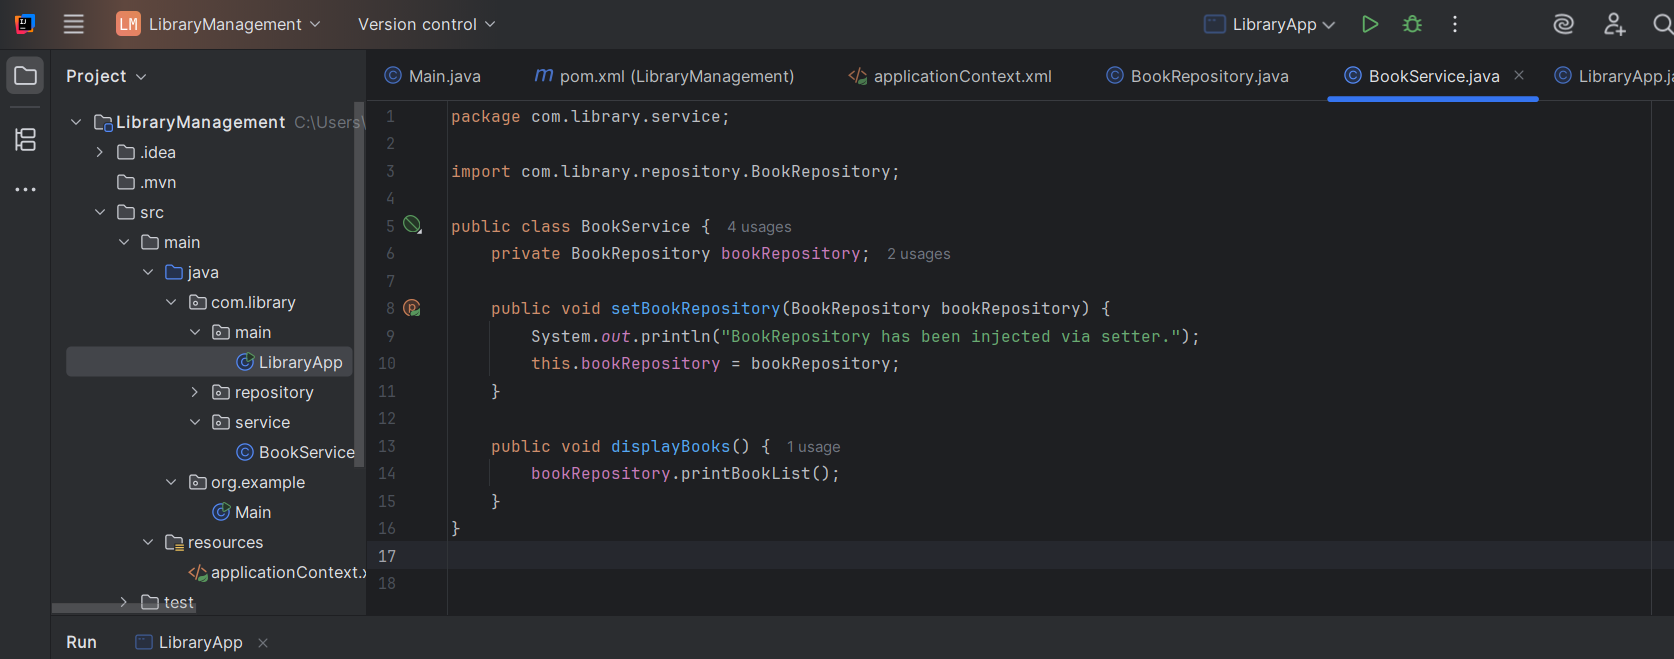 LM LibraryManagement Version control LibraryApp
Project
Main.java pom.xml (LibraryManagement) applicationContext.xml BookRepository.java BookService.java LibraryApp.ja
LibraryManagement C:\Users\
.idea
.mvn
src
main
java
com.library
main
LibraryApp
repository
service
BookService
org.example
Main
resources
applicationContext.x
test
1 package com.library.service;
2
3 import com.library.repository.BookRepository;
4
5 public class BookService { 4 usages
6 private BookRepository bookRepository; 2 usages
7
8 public void setBookRepository(BookRepository bookRepository) {
9 System.out.println("BookRepository has been injected via setter.");
10 this.bookRepository = bookRepository;
11 }
12
13 public void displayBooks() { 1 usage
14 bookRepository.printBookList();
15 }
16 }
17
18
Run LibraryApp